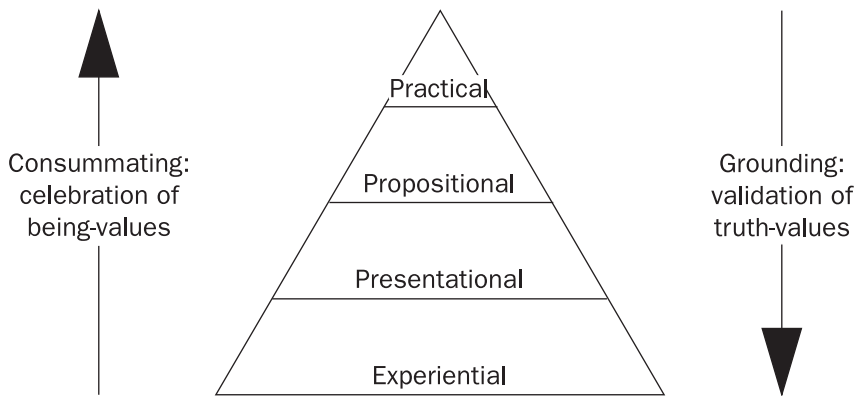 Practical
Consummating:
celebration of
being-values
Propositional
Grounding:
validation of
truth-values
Presentational
Experiential